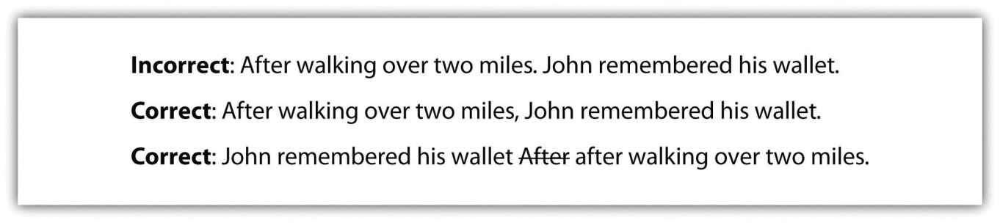 Incorrect: After walking over two miles. John remembered his wallet.
Correct: After walking over two miles, John remembered his wallet.
Correct: John remembered his wallet After after walking over two miles.